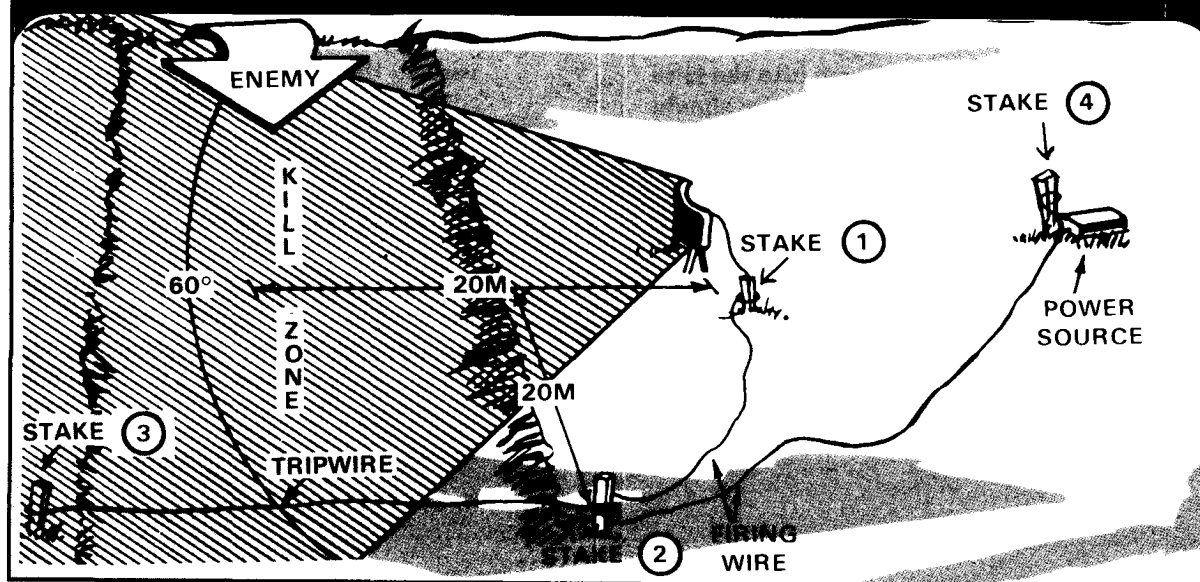 ENEMY
STAKE 4
KILL ZONE
STAKE 1
60°
20M
POWER
SOURCE
20M
STAKE 3
TRIPWIRE
STAKE 2
FIRING
WIRE